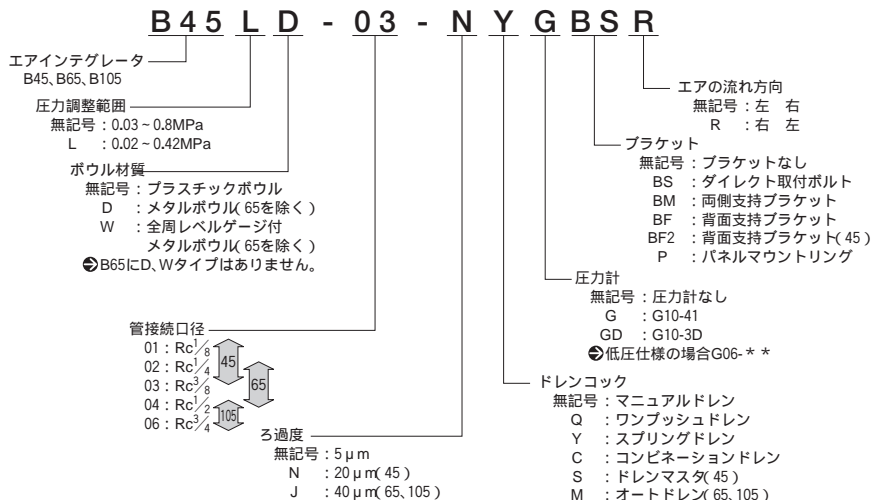 B45LD - 03 - NYGBSR
エアインテグレータ
B45、B65、B105
圧力調整範囲
無記号：0.03～0.8MPa
L：0.02～0.42MPa
ボウル材質
無記号：プラスチックボウル
D：メタルボウル(65を除く)
W：全周レベルゲージ付
メタルボウル(65を除く)
B65にD、Wタイプはありません。
管接続口径
01：Rc1/8
02：Rc1/4
03：Rc3/8
04：Rc1/2
06：Rc3/4
45
65
105
ろ過度
無記号：5μm
N：20μm(45)
J：40μm(65、105)
エアの流れ方向
無記号：左 右
R：右 左
ブラケット
無記号：ブラケットなし
BS：ダイレクト取付ボルト
BM：両側支持ブラケット
BF：背面支持ブラケット
BF2：背面支持ブラケット(45)
P：パネルマウントリング
圧力計
無記号：圧力計なし
G：G10-41
GD：G10-3D
低圧仕様の場合G06-＊＊
ドレンコック
無記号：マニュアルドレン
Q：ワンプッシュドレン
Y：スプリングドレン
C：コンビネーションドレン
S：ドレンマスタ(45)
M：オートドレン(65、105)